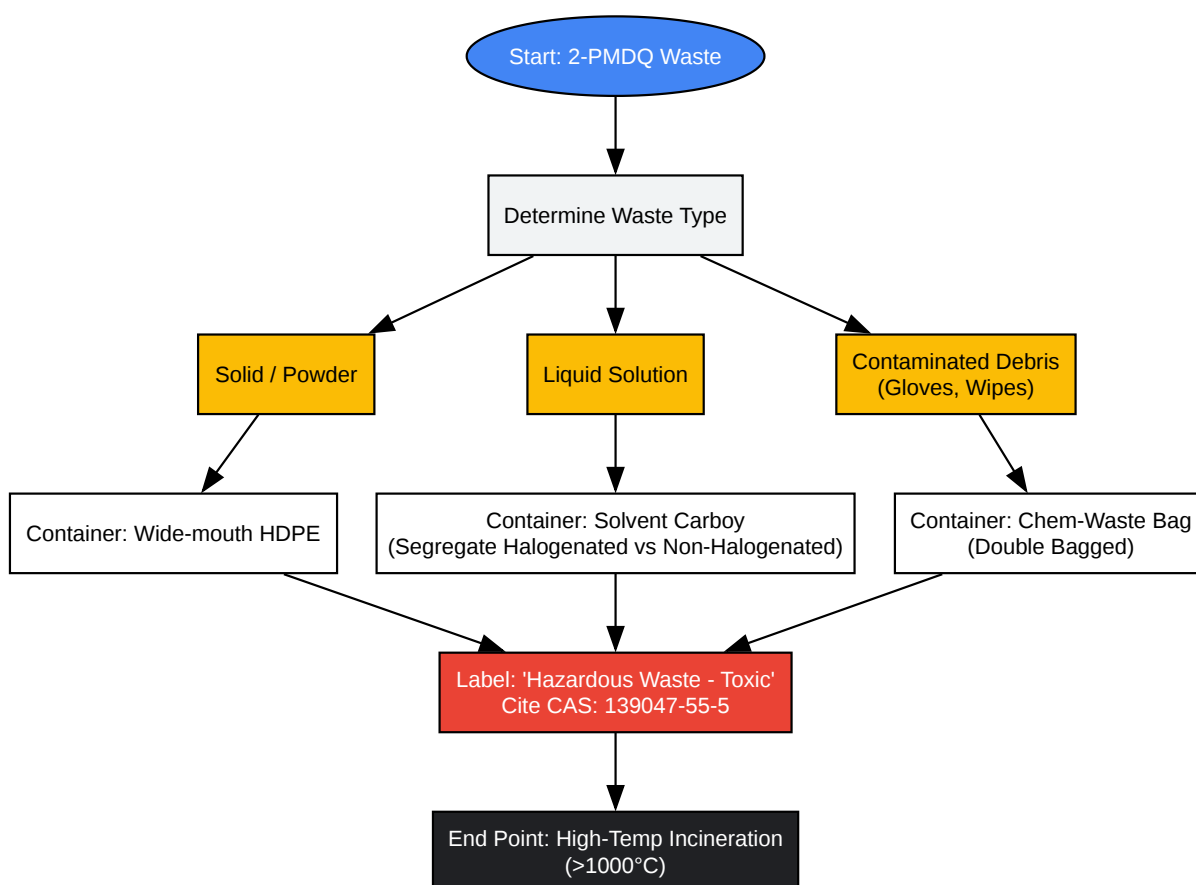 Start: 2-PMDQ Waste
Determine Waste Type
Solid / Powder
Liquid Solution
Contaminated Debris
(Gloves, Wipes)
Container: Wide-mouth HDPE
Container: Solvent Carboy
(Segregate Halogenated vs Non-Halogenated)
Container: Chem-Waste Bag
(Double Bagged)
Label: 'Hazardous Waste - Toxic'
Cite CAS: 139047-55-5
End Point: High-Temp Incineration
(>1000°C)